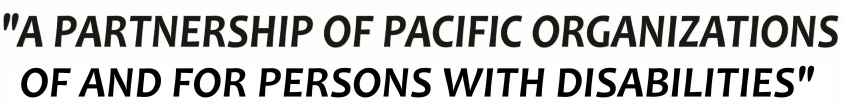 "A PARTNERSHIP OF PACIFIC ORGANIZATIONS
OF AND FOR PERSONS WITH DISABILITIES"